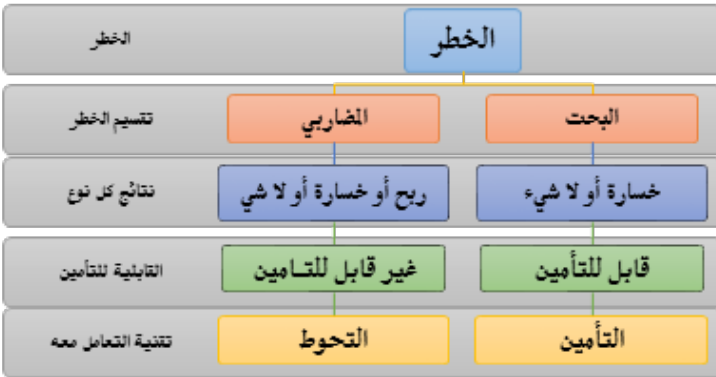 الخطر
الخطر
البحت
المضاربي
تقسيم الخطر
خسارة أو لا شيء
ربح أو خسارة أو لا شي
نتائج كل نوع
قابل للتأمين
غير قابل للتـامين
القابلية للتأمين
التأمين
التحوط
تقنية التعامل معه